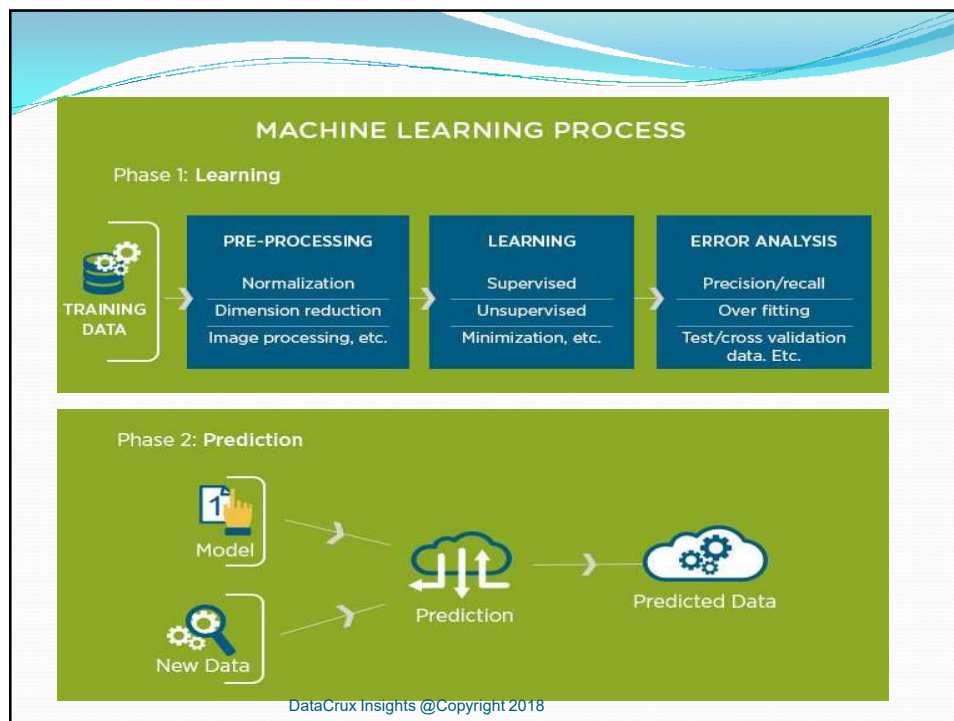 MACHINE LEARNING PROCESS
Phase 1: Learning
TRAINING
DATA
PRE-PROCESSING
Normalization
Dimension reduction
Image processing, etc.
LEARNING
Supervised
Unsupervised
Minimization, etc.
ERROR ANALYSIS
Precision/recall
Over fitting
Test/cross validation
data. Etc.
Phase 2: Prediction
1
Model
New Data
Prediction
Predicted Data
DataCrux Insights @Copyright 2018